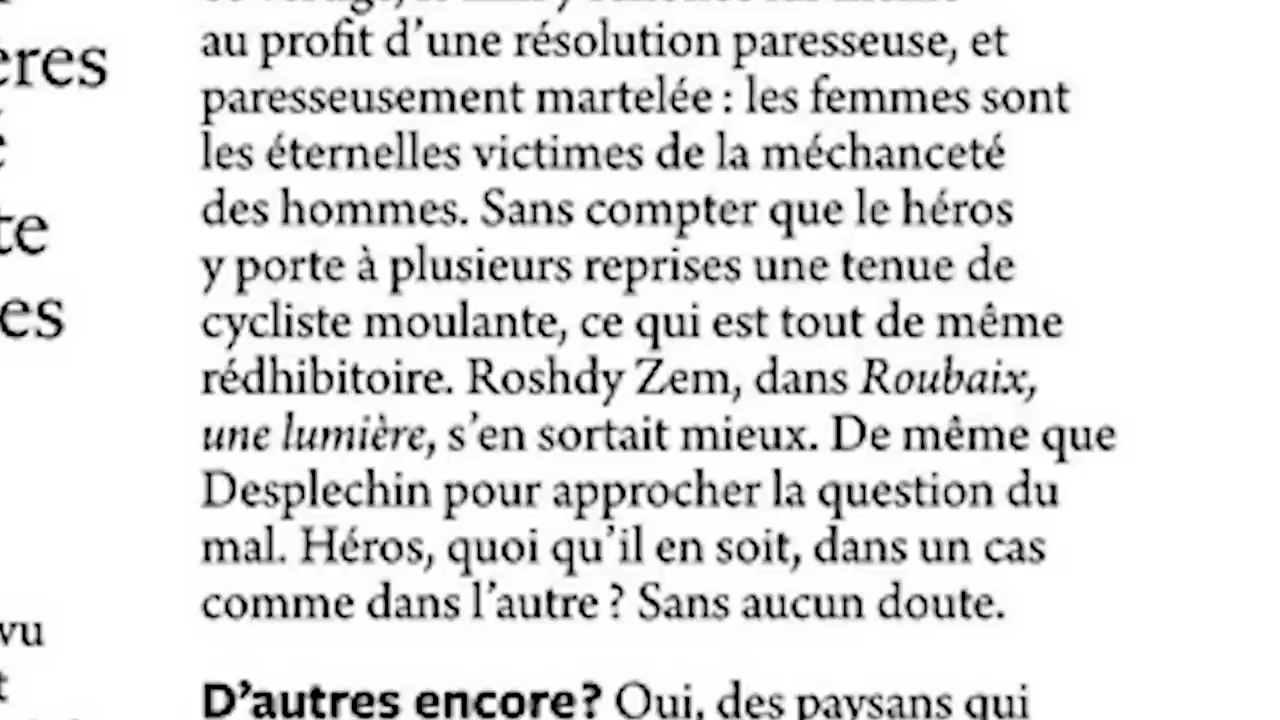 au profit d’une résolution paresseuse, et
paresseusement martelée : les femmes sont
les éternelles victimes de la méchanceté
des hommes. Sans compter que le héros
y porte à plusieurs reprises une tenue de
cycliste moulante, ce qui est tout de même
rédhibitoire. Roshdy Zem, dans Roubaix,
une lumière, s’en sortait mieux. De même que
Desplechin pour approcher la question du
mal. Héros, quoi qu’il en soit, dans un cas
comme dans l’autre ? Sans aucun doute.
D’autres encore ? Oui, des paysans qui